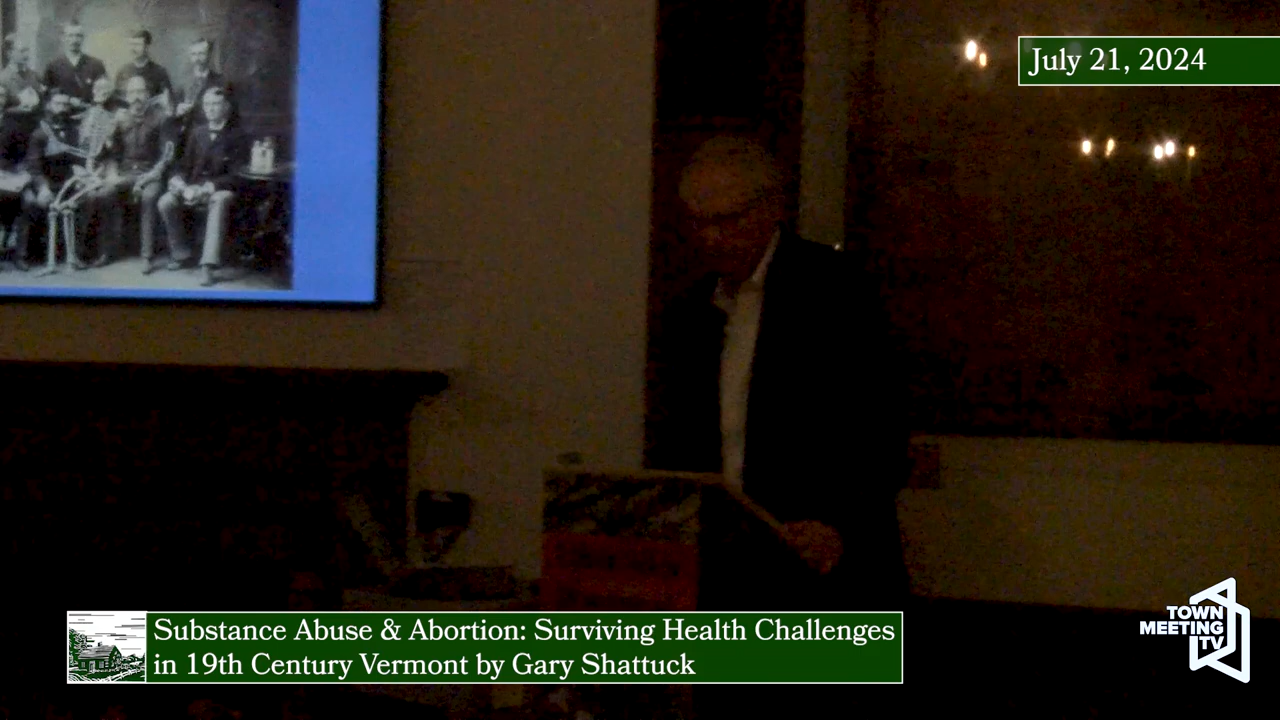 July 21, 2024
Substance Abuse & Abortion: Surviving Health Challenges
in 19th Century Vermont by Gary Shattuck
TOWN
MEETING
TV